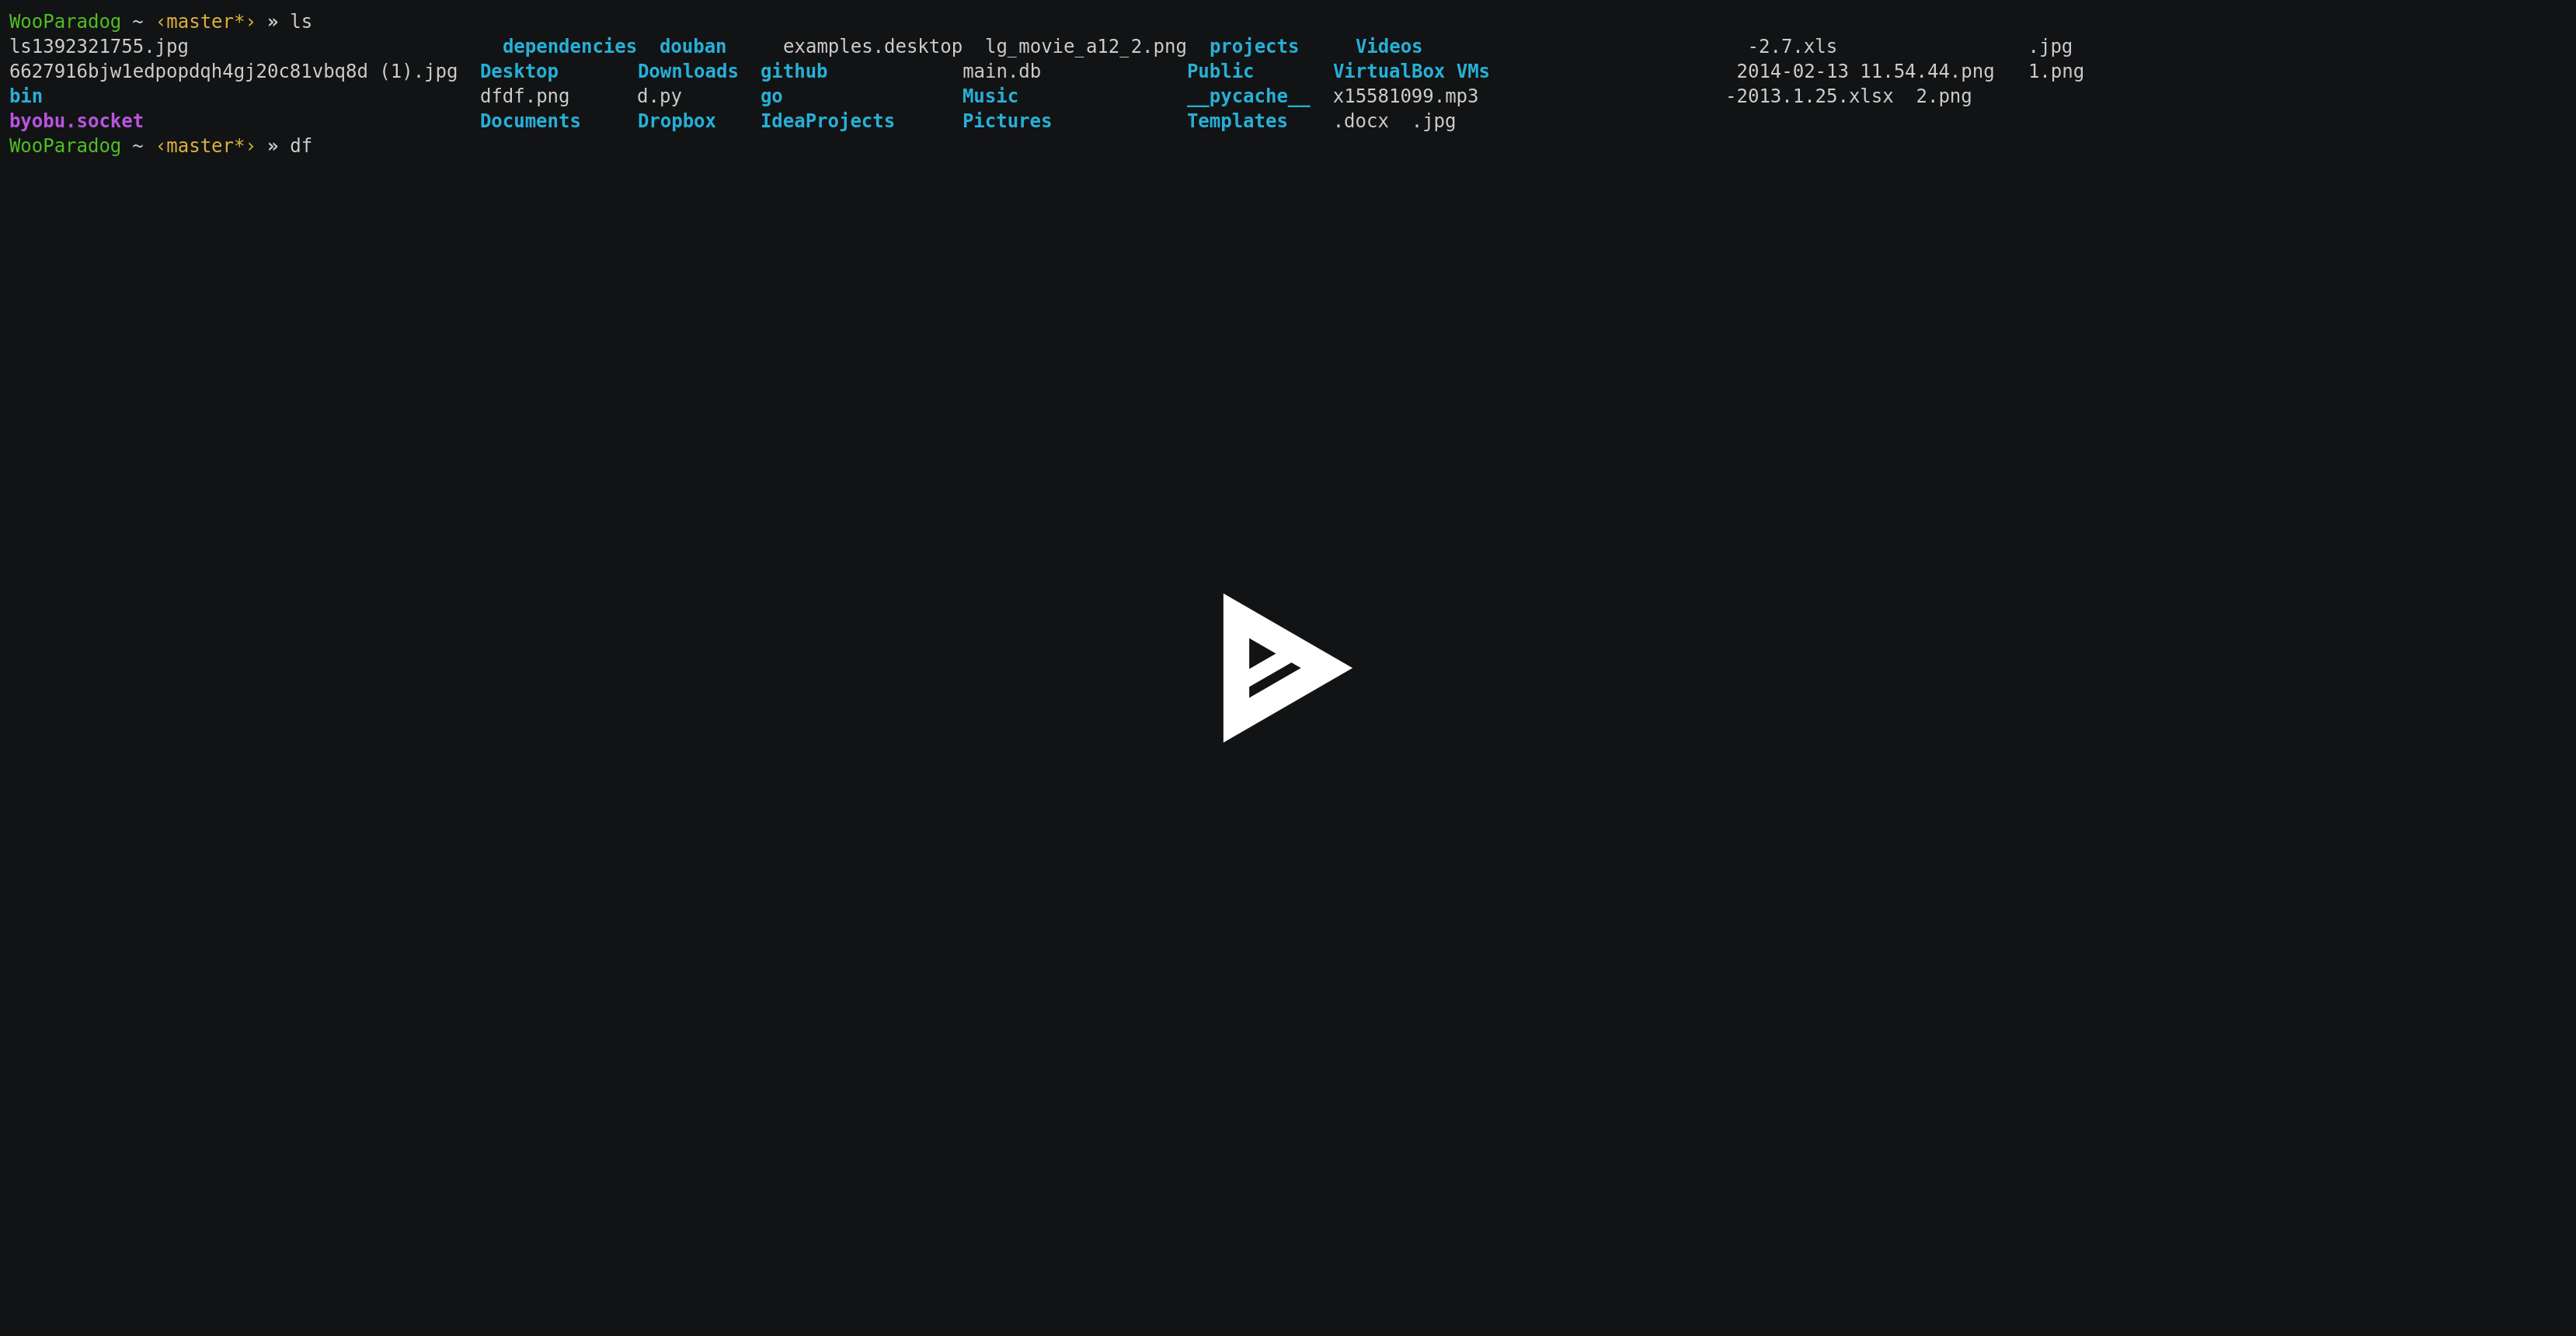 WooParadog ~ ‹master*› » ls
ls1392321755.jpg dependencies douban examples.desktop lg_movie_a12_2.png projects Videos -2.7.xls .jpg
6627916bjw1edpopdqh4gj20c81vbq8d (1).jpg Desktop Downloads github main.db Public VirtualBox VMs 2014-02-13 11.54.44.png 1.png
bin dfdf.png d.py go Music __pycache__ x15581099.mp3 -2013.1.25.xlsx 2.png
byobu.socket Documents Dropbox IdeaProjects Pictures Templates .docx .jpg
WooParadog ~ ‹master*› » df